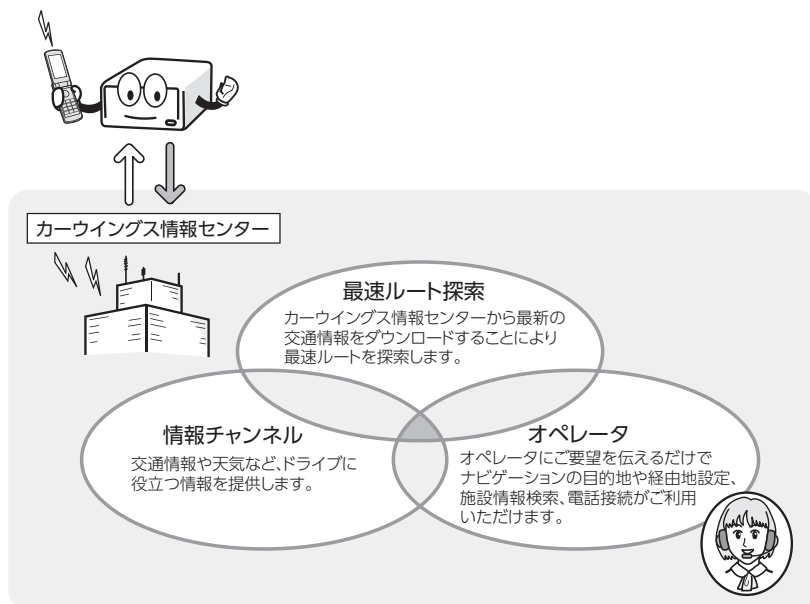 カーウイングス情報センター
最速ルート探索
カーウイングス情報センターから最新の
交通情報をダウンロードすることにより
最速ルートを探索します。
情報チャンネル
交通情報や天気など、ドライブに
役立つ情報を提供します。
オペレータ
オペレータにご要望を伝えるだけで
ナビゲーションの目的地や経由地設定、
施設情報検索、電話接続がご利用
いただけます。